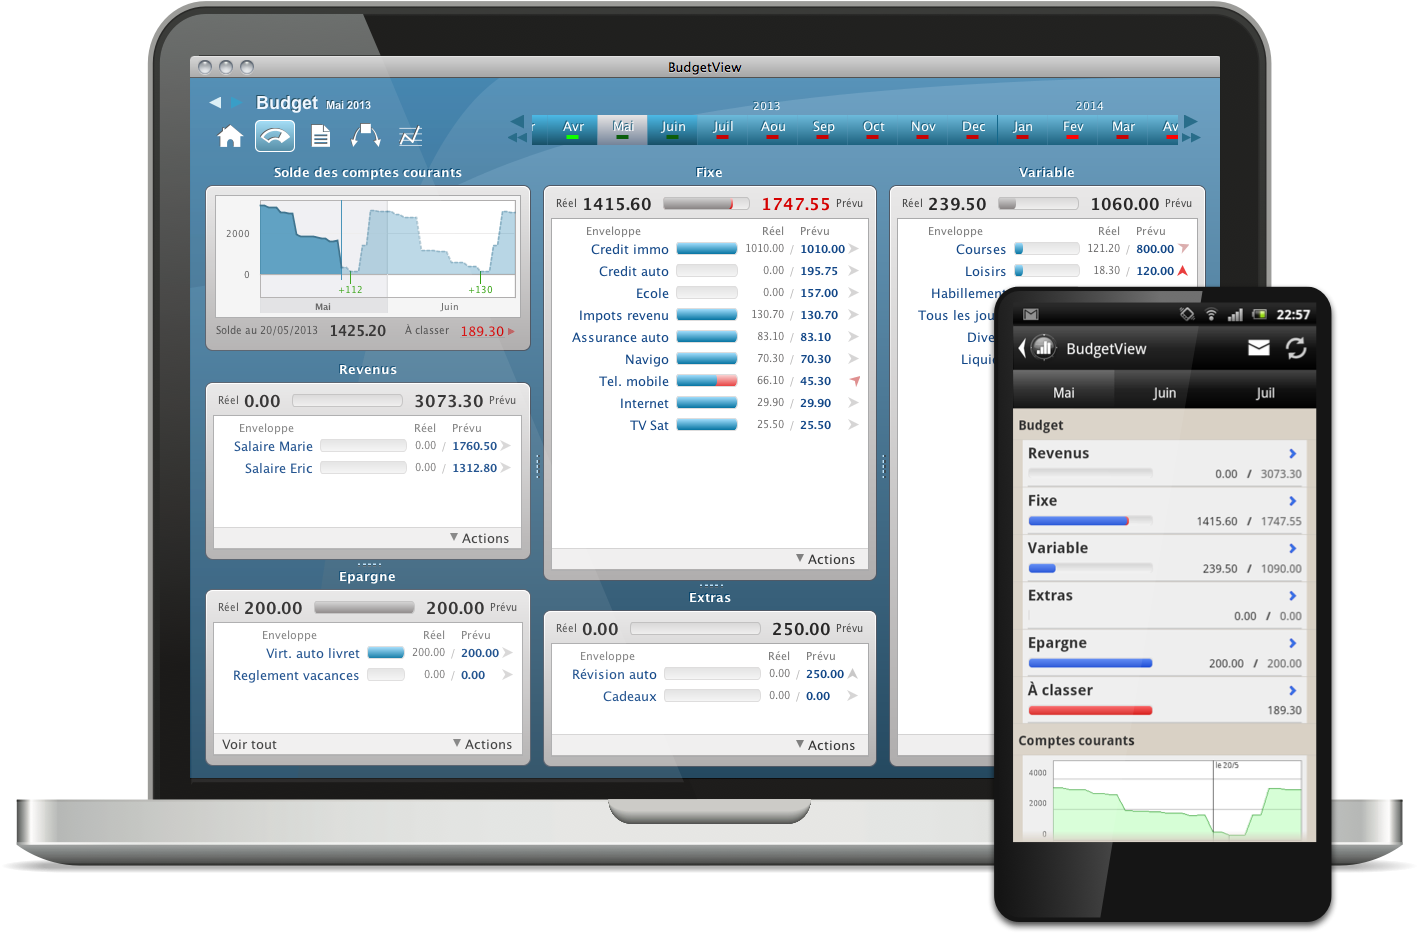 BudgetView
Budget Mai 2013
2013
2014
r Avr Mai Juin Juil Aou Sep Oct Nov Dec Jan Fev Mar Av
Solde des comptes courants
2000
0
+112
+130
Mai
Juin
Solde au 20/05/2013 1425.20 À classer 189.30
Revenus
Réel 0.00 3073.30 Prévu
Enveloppe Réel Prévu
Salaire Marie 0.00 / 1760.50
Salaire Eric 0.00 / 1312.80
Actions
Epargne
Réel 200.00 200.00 Prévu
Enveloppe Réel Prévu
Virt. auto livret 200.00 / 200.00
Reglement vacances 0.00 / 0.00
Voir tout Actions
Fixe
Réel 1415.60 1747.55 Prévu
Enveloppe Réel Prévu
Credit immo 1010.00 / 1010.00
Credit auto 0.00 / 195.75
Ecole 0.00 / 157.00
Impots revenu 130.70 / 130.70
Assurance auto 83.10 / 83.10
Navigo 70.30 / 70.30
Tel. mobile 66.10 / 45.30
Internet 29.90 / 29.90
TV Sat 25.50 / 25.50
Actions
Extras
Réel 0.00 250.00 Prévu
Enveloppe Réel Prévu
Révision auto 0.00 / 250.00
Cadeaux 0.00 / 0.00
Actions
Variable
Réel 239.50 1060.00 Prévu
Enveloppe Réel Prévu
Courses 121.20 / 800.00
Loisirs 18.30 / 120.00
Habillement
Tous les jou
Dive
Liqui
22:57
BudgetView
Mai Juin Juil
Budget
Revenus
0.00 / 3073.30
Fixe
1415.60 / 1747.55
Variable
239.50 / 1090.00
Extras
0.00 / 0.00
Epargne
200.00 / 200.00
À classer
189.30
Comptes courants
le 20/5
4000
2000
0